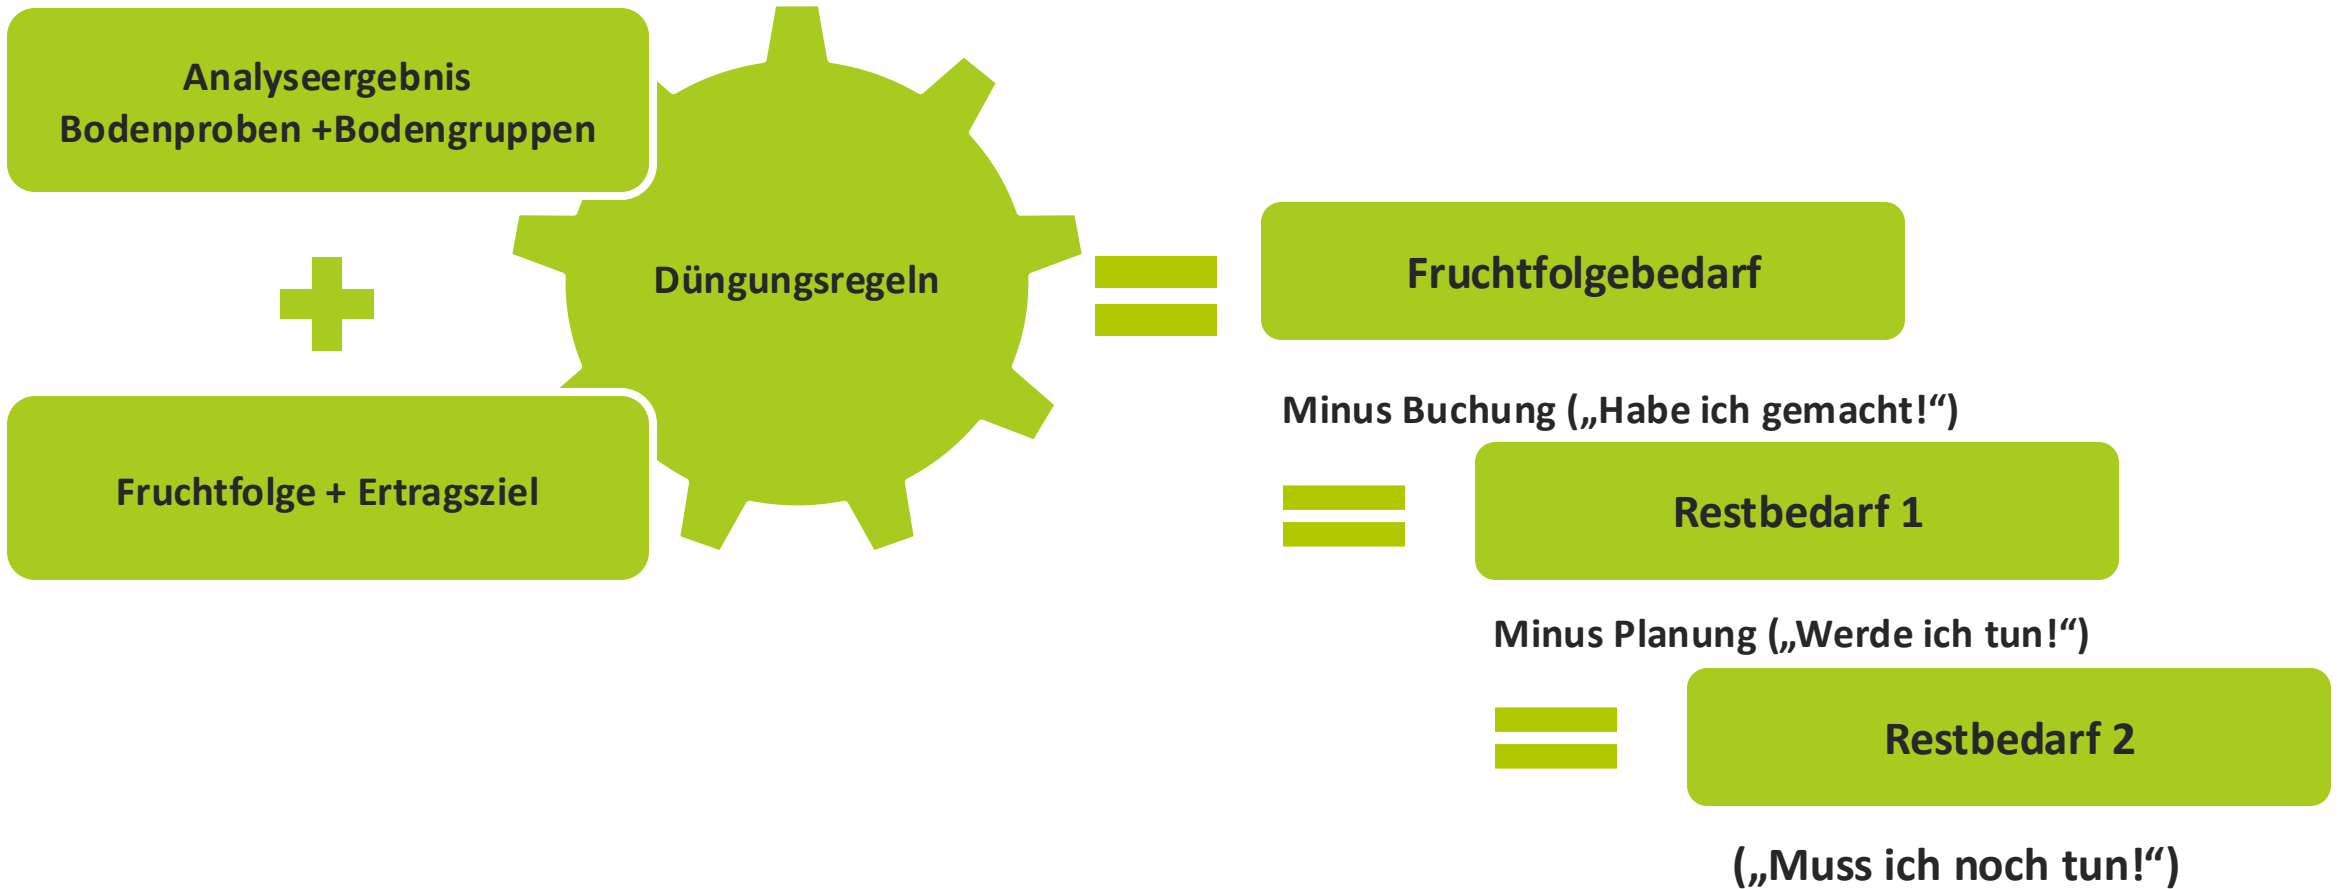 Analyseergebnis
Bodenproben +Bodengruppen
Fruchtfolge + Ertragsziel
Düngungsregeln
Fruchtfolgebedarf
Minus Buchung („Habe ich gemacht!“)
Restbedarf 1
Minus Planung („Werde ich tun!“)
Restbedarf 2
(„Muss ich noch tun!“)